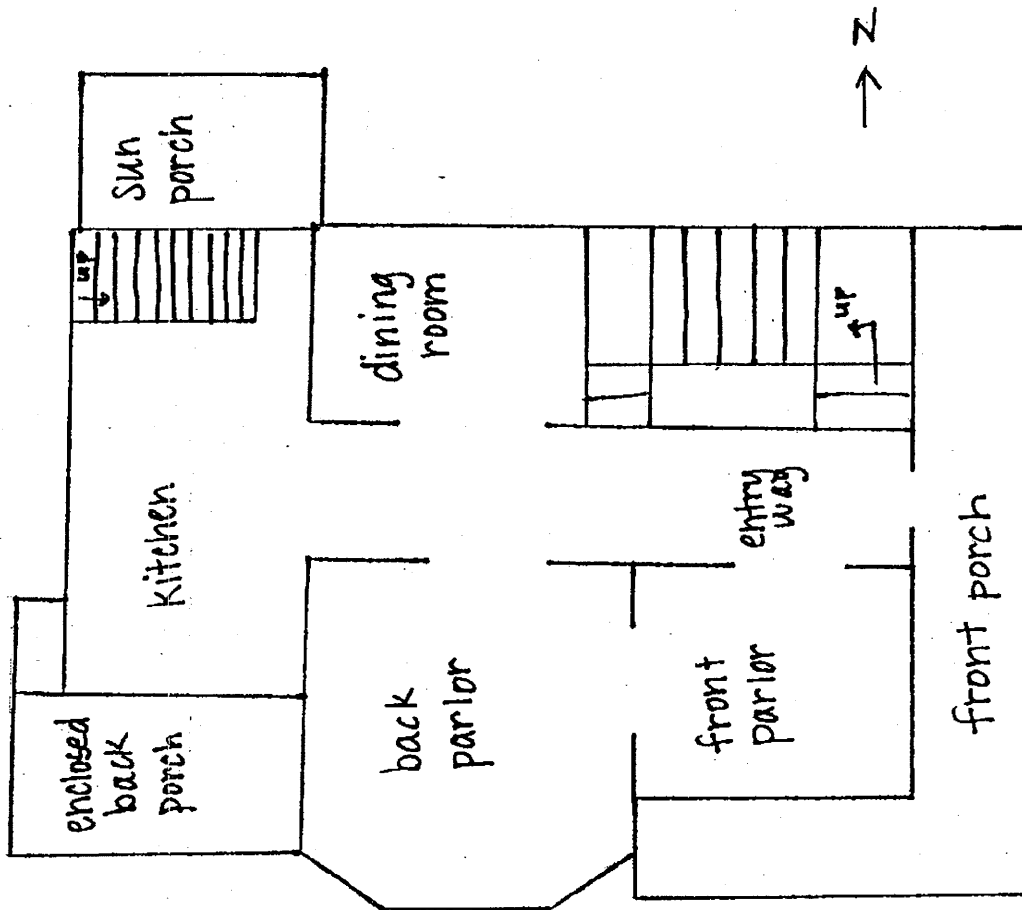 enclosed
back
porch
kitchen
up
sun
porch
back
parlor
dining
room
front
parlor
entry
way
up
N
front porch